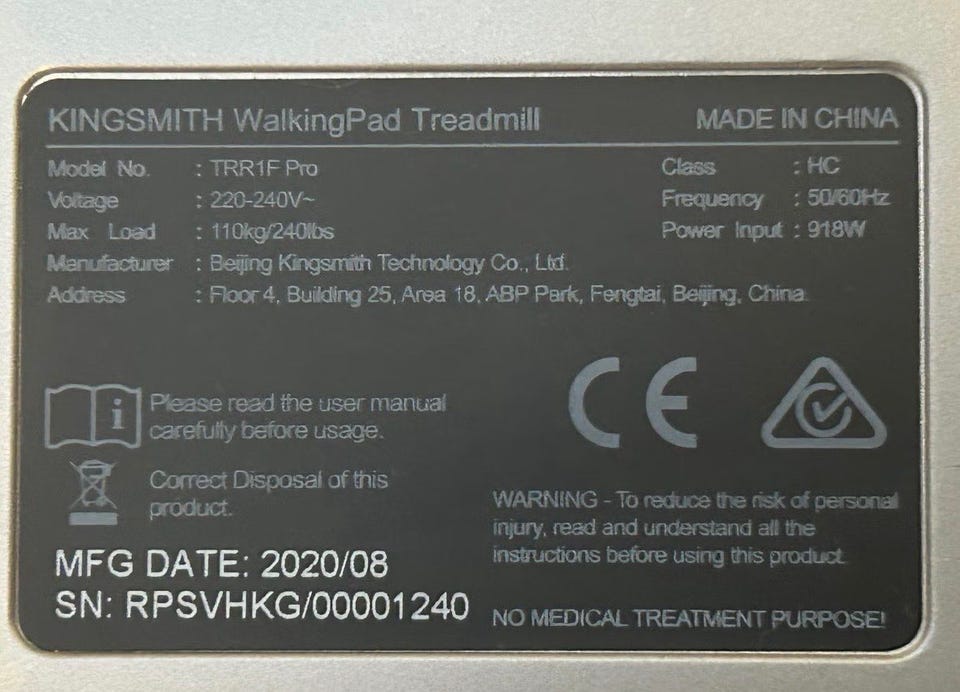 KINGSMITH WalkingPad Treadmill MADE IN CHINA
Model No. : TRR1F Pro Class : HC
Voltage : 220-240V~ Frequency : 50/60Hz
Max Load : 110kg/240lbs Power Input : 918W
Manufacturer : Beijing Kingsmith Technology Co., Ltd.
Address : Floor 4, Building 25, Area 18, ABP Park, Fengtai, Beijing, China.
Please read the user manual
carefully before usage.
CE
Correct Disposal of this
product.
WARNING - To reduce the risk of personal
injury, read and understand all the
instructions before using this product.
MFG DATE: 2020/08
SN: RPSVHKG/00001240
NO MEDICAL TREATMENT PURPOSE!